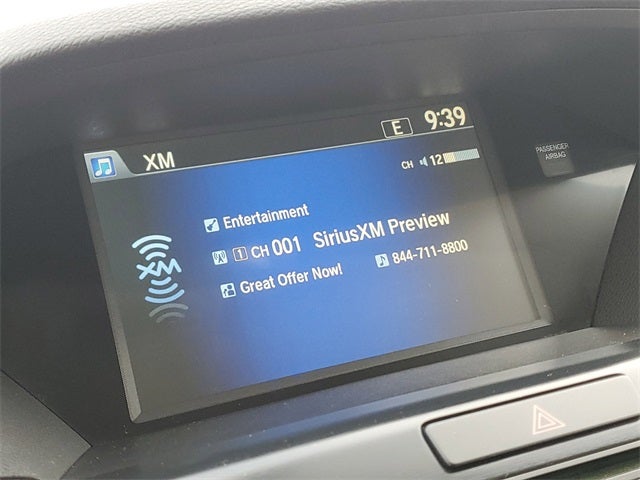 E 9:39
XM
CH 12
PASSENGER
AIRBAG
Entertainment
1 CH 001 SiriusXM Preview
XM
Great Offer Now! 844-711-8800